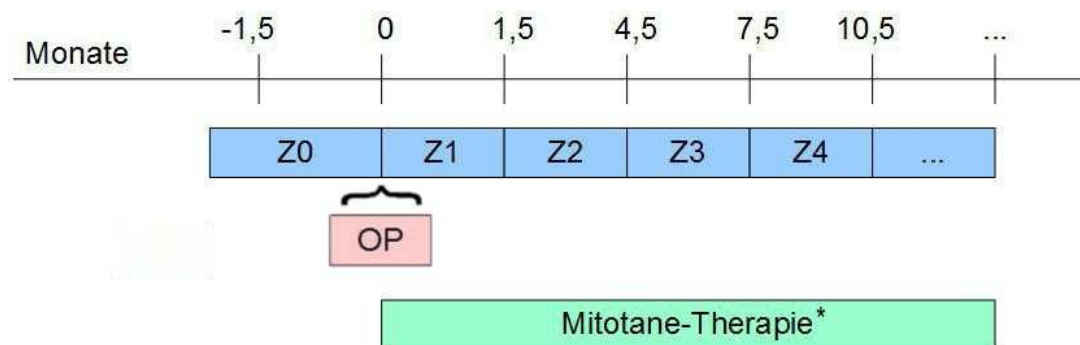 -1,5 0 1,5 4,5 7,5 10,5 ...
Monate
Z0 Z1 Z2 Z3 Z4 ...
OP
Mitotane-Therapie*